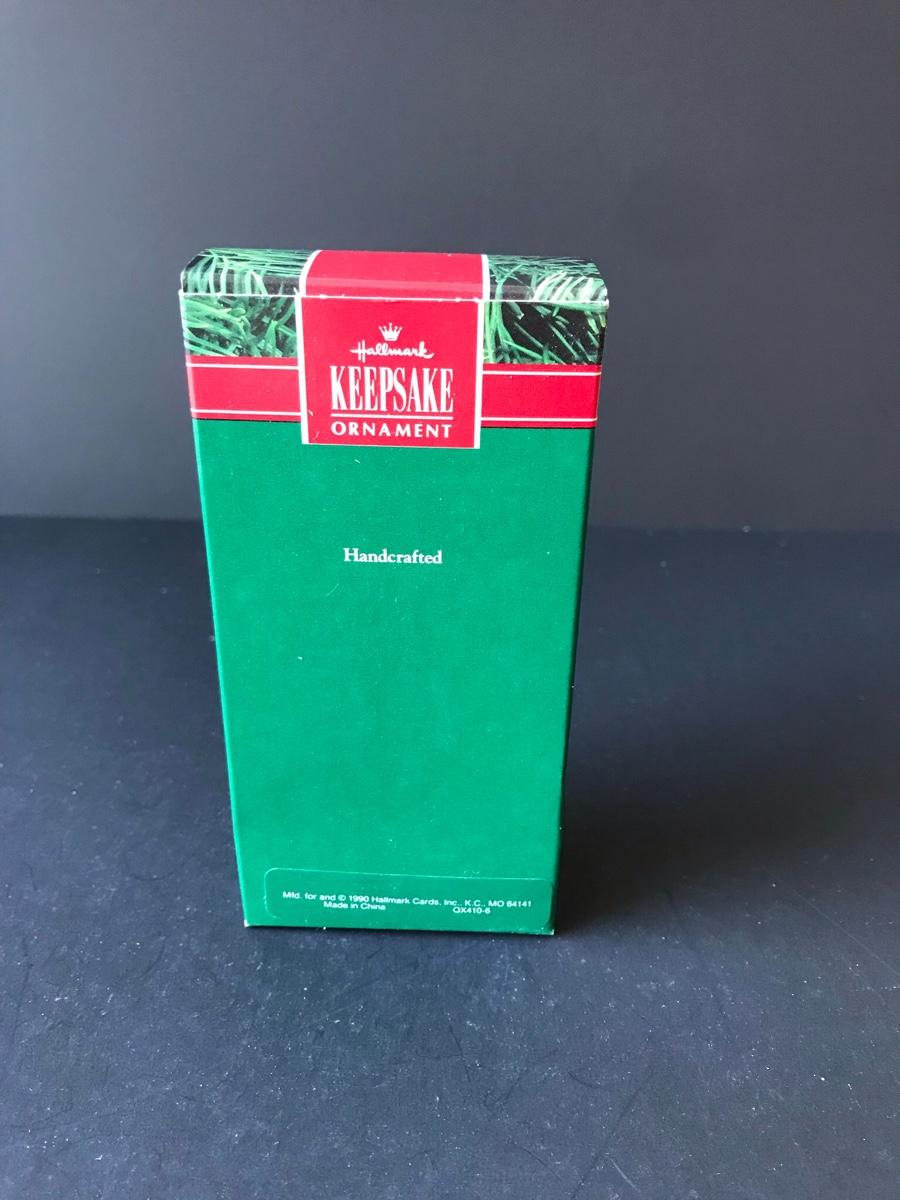 Hallmark
KEEPSAKE
ORNAMENT
Handcrafted
Mfd. for and © 1990 Hallmark Cards, Inc., K.C., MO 64141
Made in China QX410-6